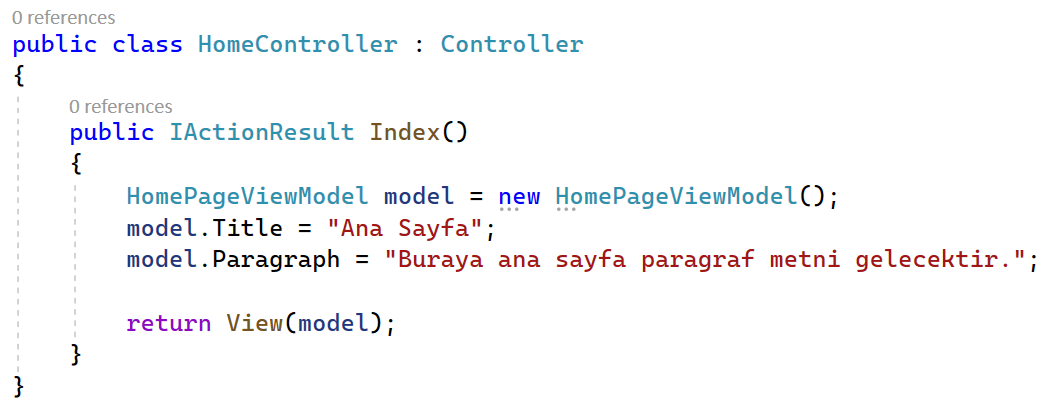 0 references
public class HomeController : Controller
{
0 references
public IActionResult Index()
{
HomePageViewModel model = new HomePageViewModel();
model.Title = "Ana Sayfa";
model.Paragraph = "Buraya ana sayfa paragraf metni gelecektir.";
return View(model);
}
}